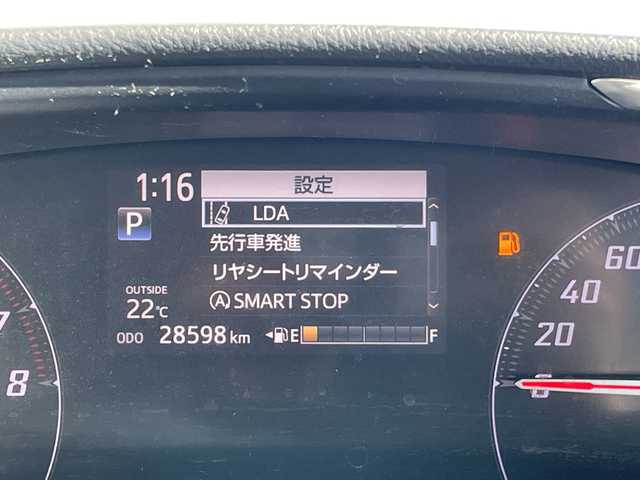 1:16
設定
LDA
P
先行車発進
リヤシートリマインダー
OUTSIDE
22℃
SMART STOP
ODO 28598 km
E F
7
8
60
40
20